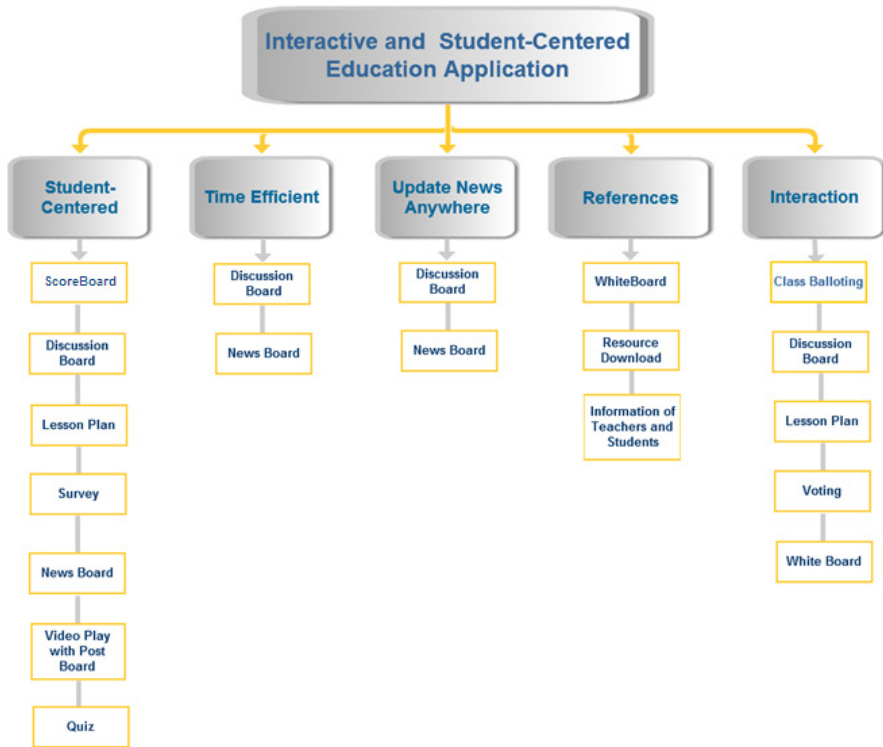 Interactive and Student-Centered
Education Application
Student-
Centered
Time Efficient
Update News
Anywhere
References
Interaction
ScoreBoard
Discussion
Board
Lesson Plan
Survey
News Board
Video Play
with Post
Board
Quiz
Discussion
Board
News Board
Discussion
Board
News Board
WhiteBoard
Resource
Download
Information of
Teachers and
Students
Class Balloting
Discussion
Board
Lesson Plan
Voting
White Board